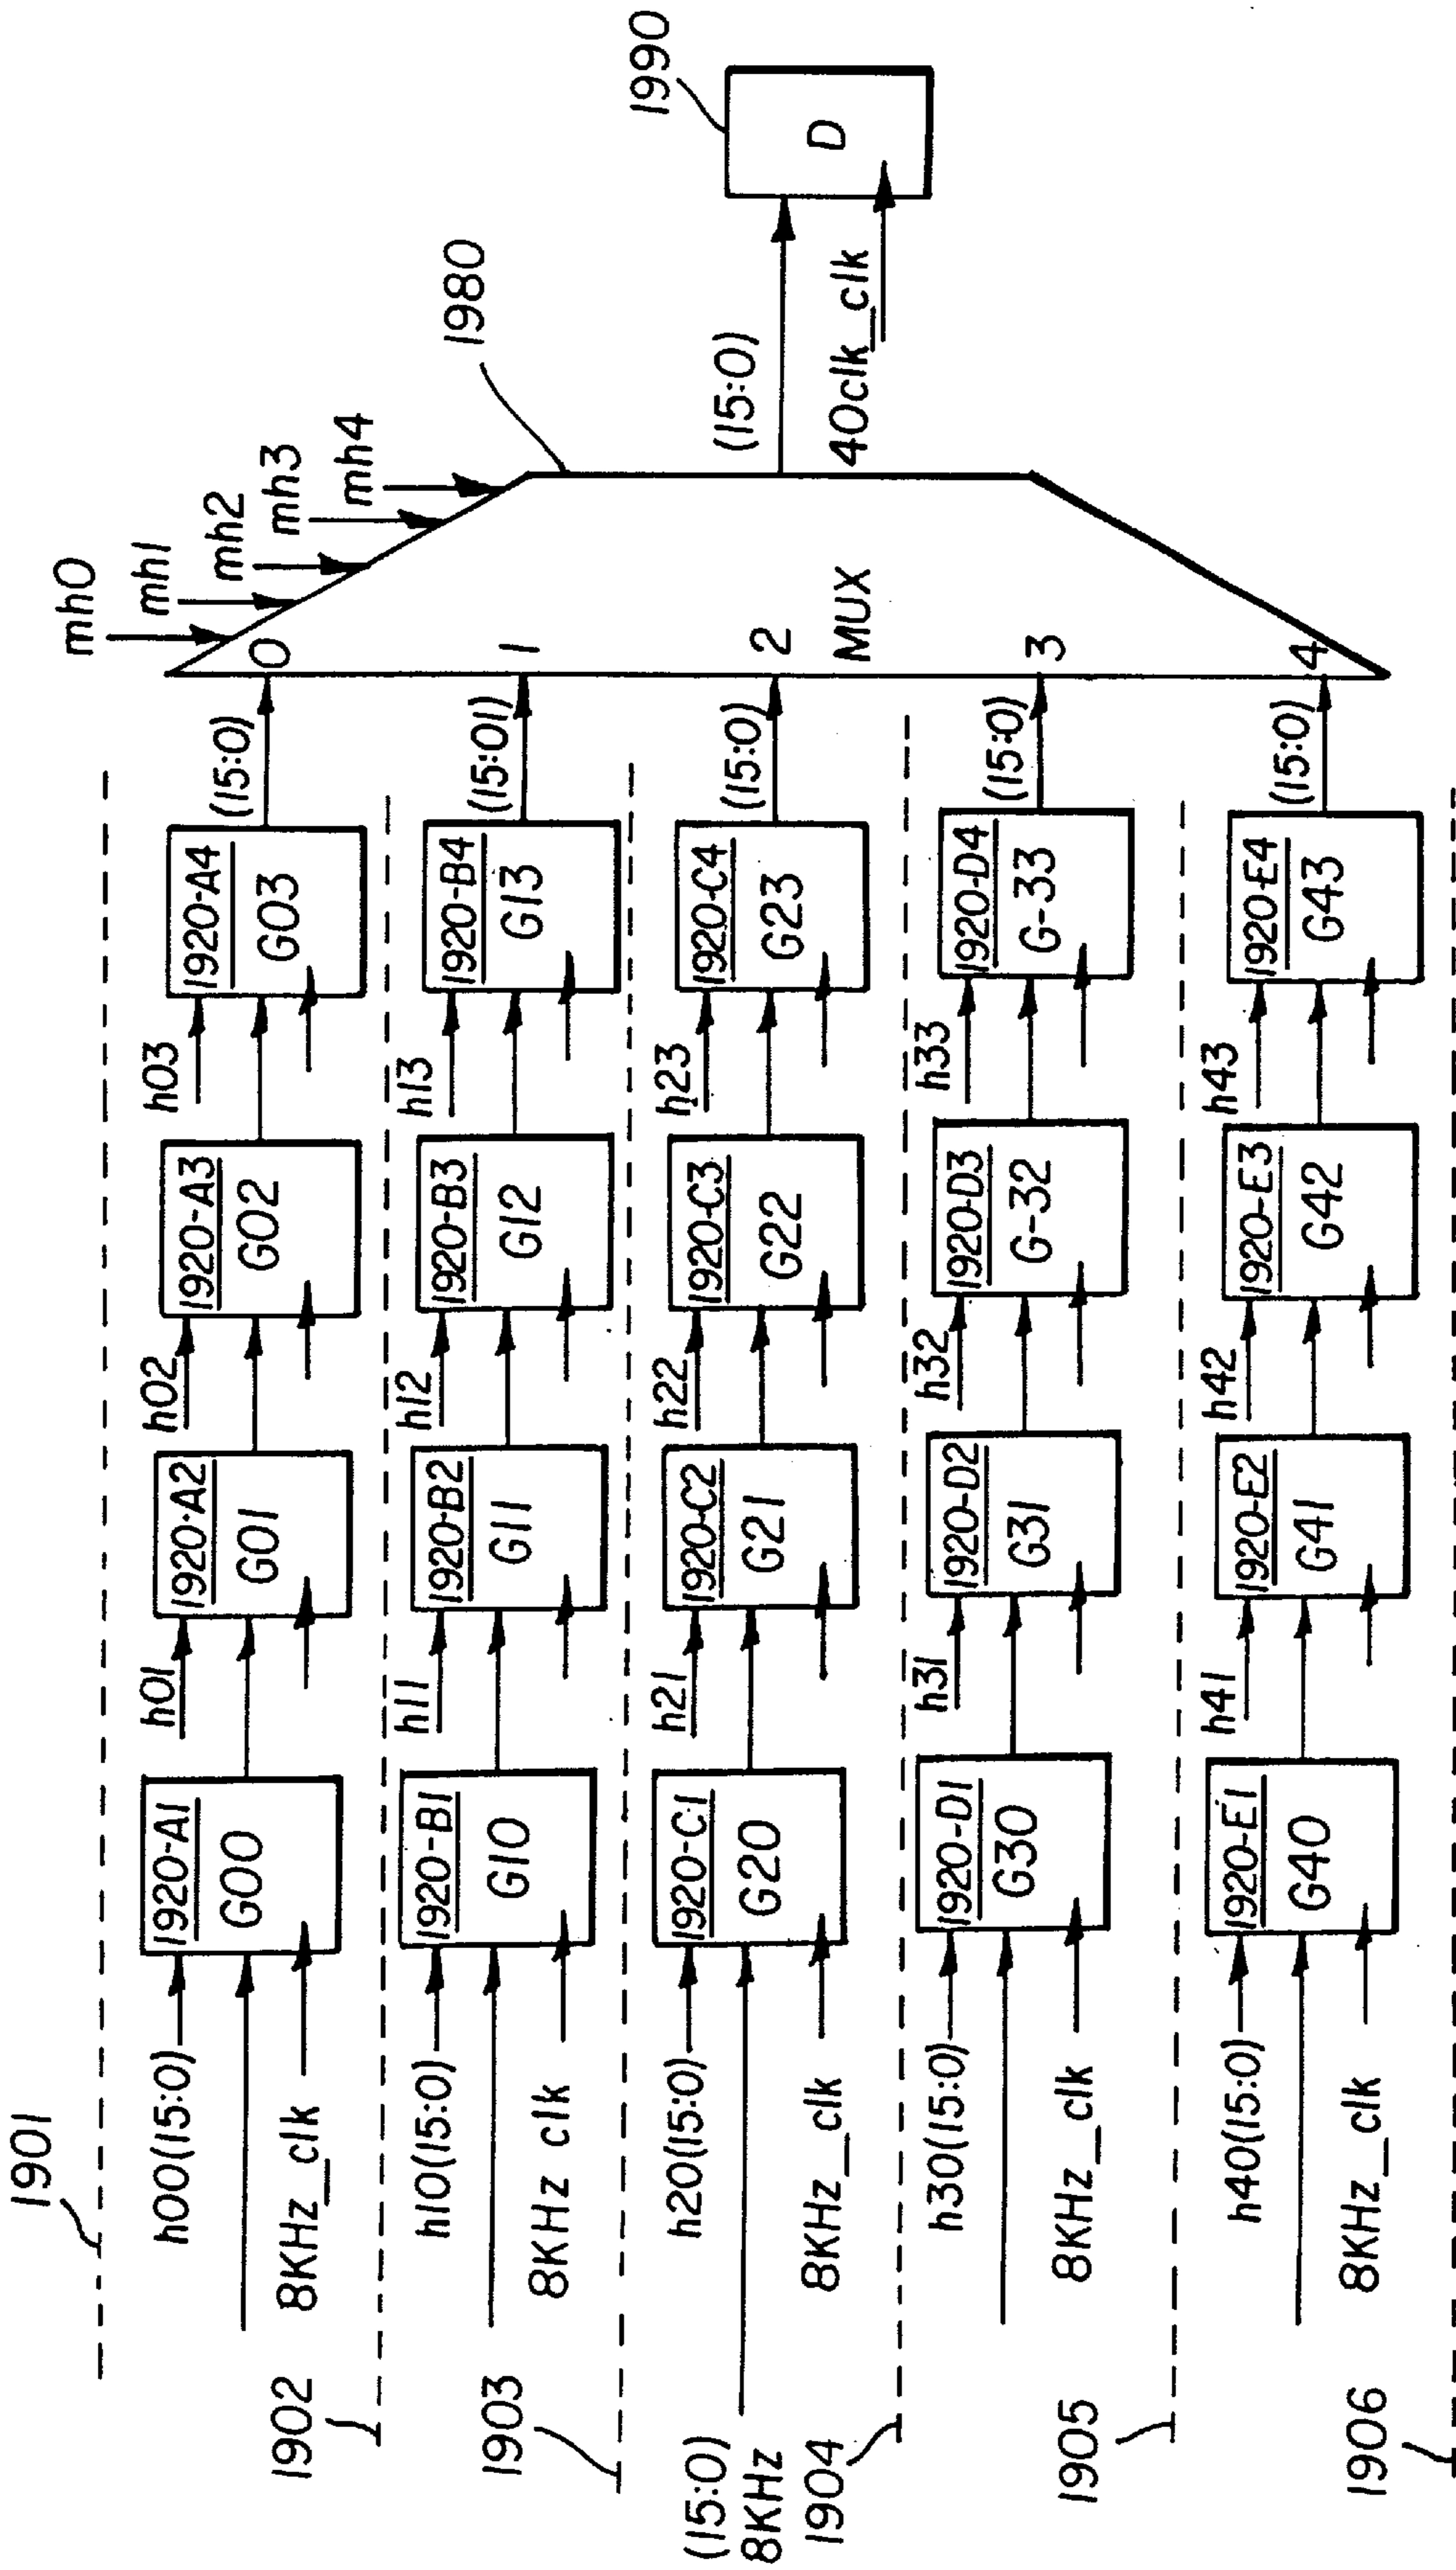 1901
h00(15:0)
8KHz_clk
1920-A1
G00
h01
1920-A2
G01
h02
1920-A3
G02
h03
1920-A4
G03
(15:0)
1902
h10(15:0)
8KHz clk
1920-B1
G10
h11
1920-B2
G11
h12
1920-B3
G12
h13
1920-B4
G13
(15:01)
1903
(15:0)
8KHz
h20(15:0)
8KHz_clk
1920-C1
G20
h21
1920-C2
G21
h22
1920-C3
G22
h23
1920-C4
G23
(15:0)
1904
h30(15:0)
8KHz_clk
1920-D1
G30
h31
1920-D2
G31
h32
1920-D3
G-32
h33
1920-D4
G-33
(15:0)
1905
h40(15:0)
8KHz_clk
1920-E1
G40
h41
1920-E2
G41
h42
1920-E3
G42
h43
1920-E4
G43
(15:0)
1906
mh0
mh1
mh2
mh3
mh4
0
1
2
MUX
3
4
1980
(15:0)
40clk_clk
1990
D